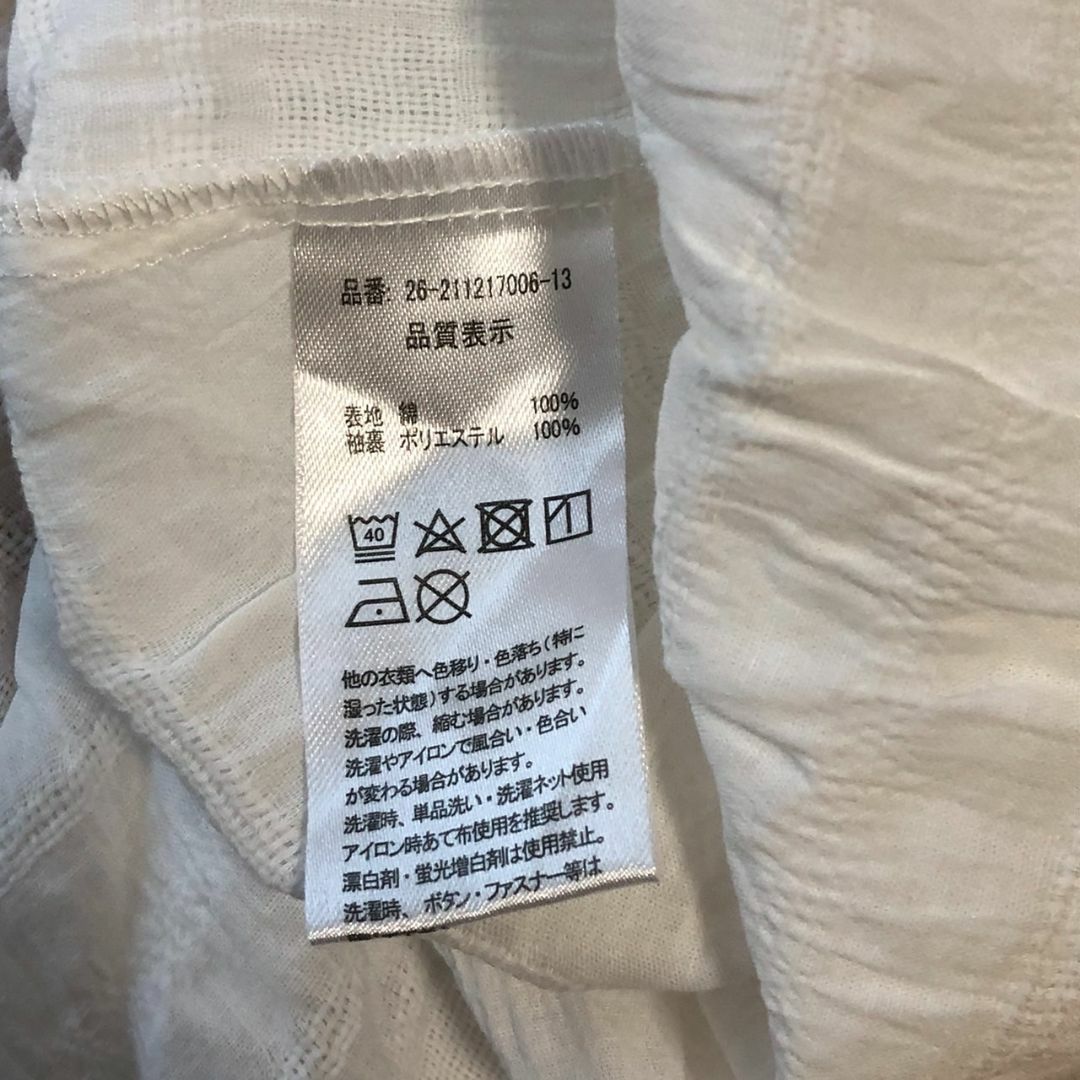 品番: 26-211217006-13
品質表示
表地 綿 100%
袖裏 ポリエステル 100%
40
他の衣類へ色移り・色落ち(特に
湿った状態)する場合があります。
洗濯の際、縮む場合があります。
洗濯やアイロンで風合い・色合い
が変わる場合があります。
洗濯時、単品洗い・洗濯ネット使用
アイロン時あて布使用を推奨します。
漂白剤・蛍光増白剤は使用禁止。
洗濯時、ボタン・ファスナー等は